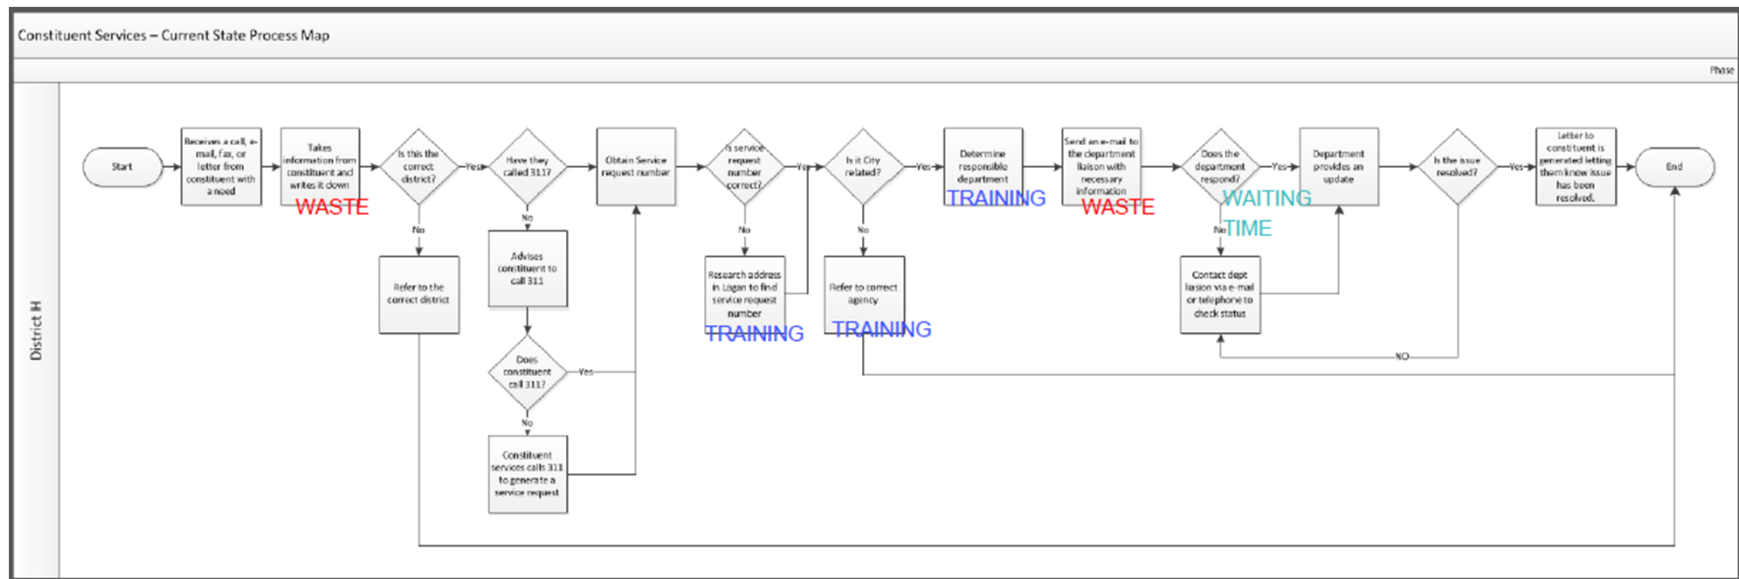 Constituent Services – Current State Process Map
Phase
District H
Start
Receives a call, e-
mail, fax, or
letter from
constituent with
a need
Takes
information from
constituent and
writes it down
WASTE
Is this the
correct
district?
Yes
No
Refer to the
correct district
Have they
called 311?
No
Advises
constituent to
call 311
Does
constituent
call 311?
Yes
No
Constituent
services calls 311
to generate a
service request
Obtain Service
request number
Is service
request
number
correct?
Yes
No
Research address
in Lagan to find
service request
number
TRAINING
Is it City
related?
Yes
No
Refer to correct
agency
TRAINING
Determine
responsible
department
TRAINING
Send an e-mail to
the department
liaison with
necessary
information
WASTE
Does the
department
respond?
Yes
WAITING
TIME
No
Contact dept
liasion via e-mail
or telephone to
check status
Department
provides an
update
Is the issue
resolved?
Yes
NO
Letter to
constituent is
generated letting
them know issue
has been
resolved.
End